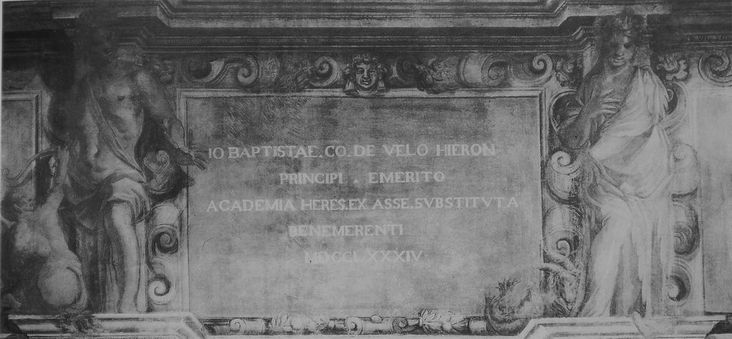 IO BAPTISTAE.CO.DE VELO HIERON
PRINCIPI . EMERITO
ACADEMIA HERES.EX ASSE.SVBSTITVTA
BENEMERENTI
MDCCLXXXIV